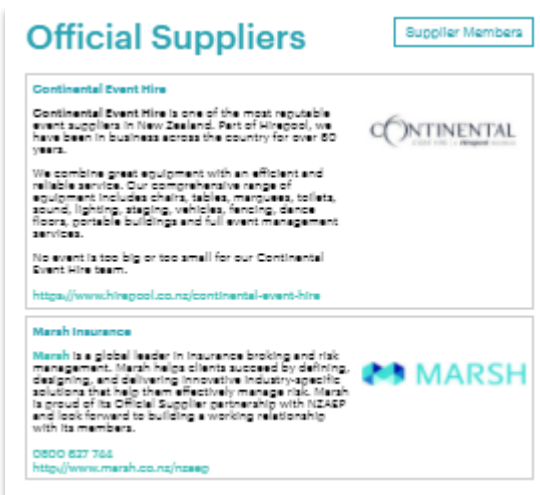 Official Suppliers
Supplier Members
Continental Event Hire
Continental Event Hire is one of the most reputable
event suppliers in New Zealand. Part of Hirepool, we
have been in business across the country for over 60
years.
CONTINENTAL
We combine great equipment with an efficient and
reliable service. Our comprehensive range of
equipment includes chairs, tables, marquees, toilets,
sound, lighting, staging, vehicles, fencing, dance
floors, portable buildings and full event management
services.
No event is too big or too small for our Continental
Event Hire team.
https://www.hirepool.co.nz/continental-event-hire
Marsh Insurance
Marsh is a global leader in insurance broking and risk
management. Marsh helps clients succeed by defining,
designing, and delivering innovative industry-specific
solutions that help them effectively manage risk. Marsh
is proud of its Official Supplier partnership with NZAEP
and look forward to building a working relationship
with its members.
MARSH
0800 627 744
http://www.marsh.co.nz/nzaep